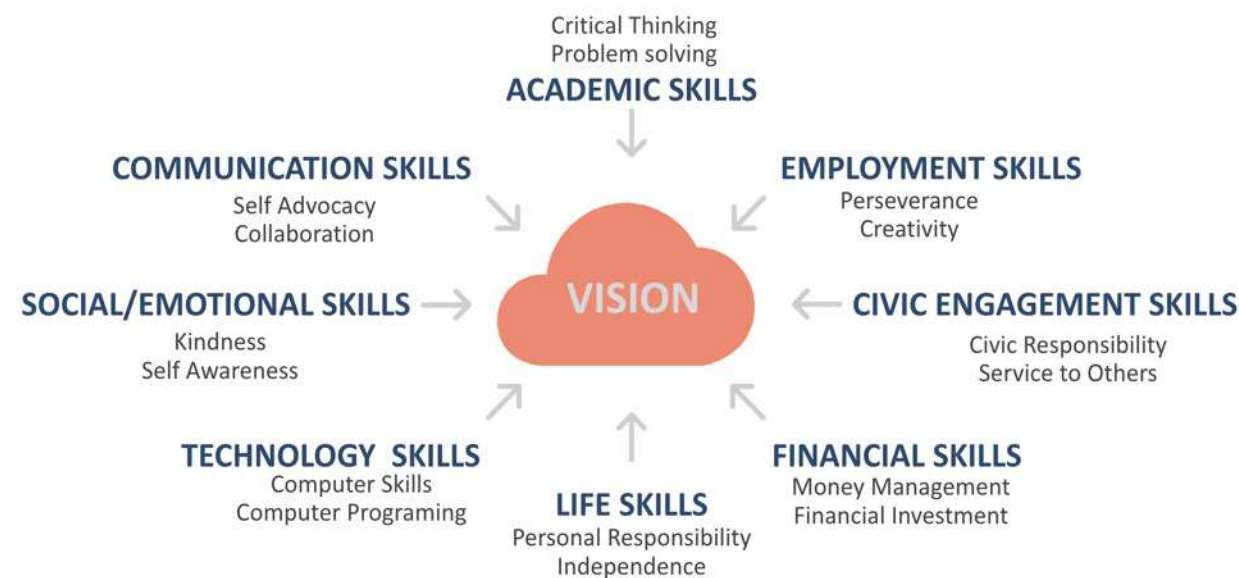 Critical Thinking
Problem solving
ACADEMIC SKILLS
COMMUNICATION SKILLS
Self Advocacy
Collaboration
EMPLOYMENT SKILLS
Perseverance
Creativity
VISION
SOCIAL/EMOTIONAL SKILLS
Kindness
Self Awareness
CIVIC ENGAGEMENT SKILLS
Civic Responsibility
Service to Others
TECHNOLOGY SKILLS
Computer Skills
Computer Programing
LIFE SKILLS
Personal Responsibility
Independence
FINANCIAL SKILLS
Money Management
Financial Investment